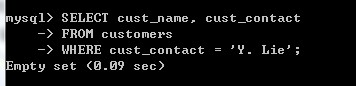 mysql> SELECT cust_name, cust_contact
-> FROM customers
-> WHERE cust_contact = 'Y. Lie';
Empty set (0.09 sec)